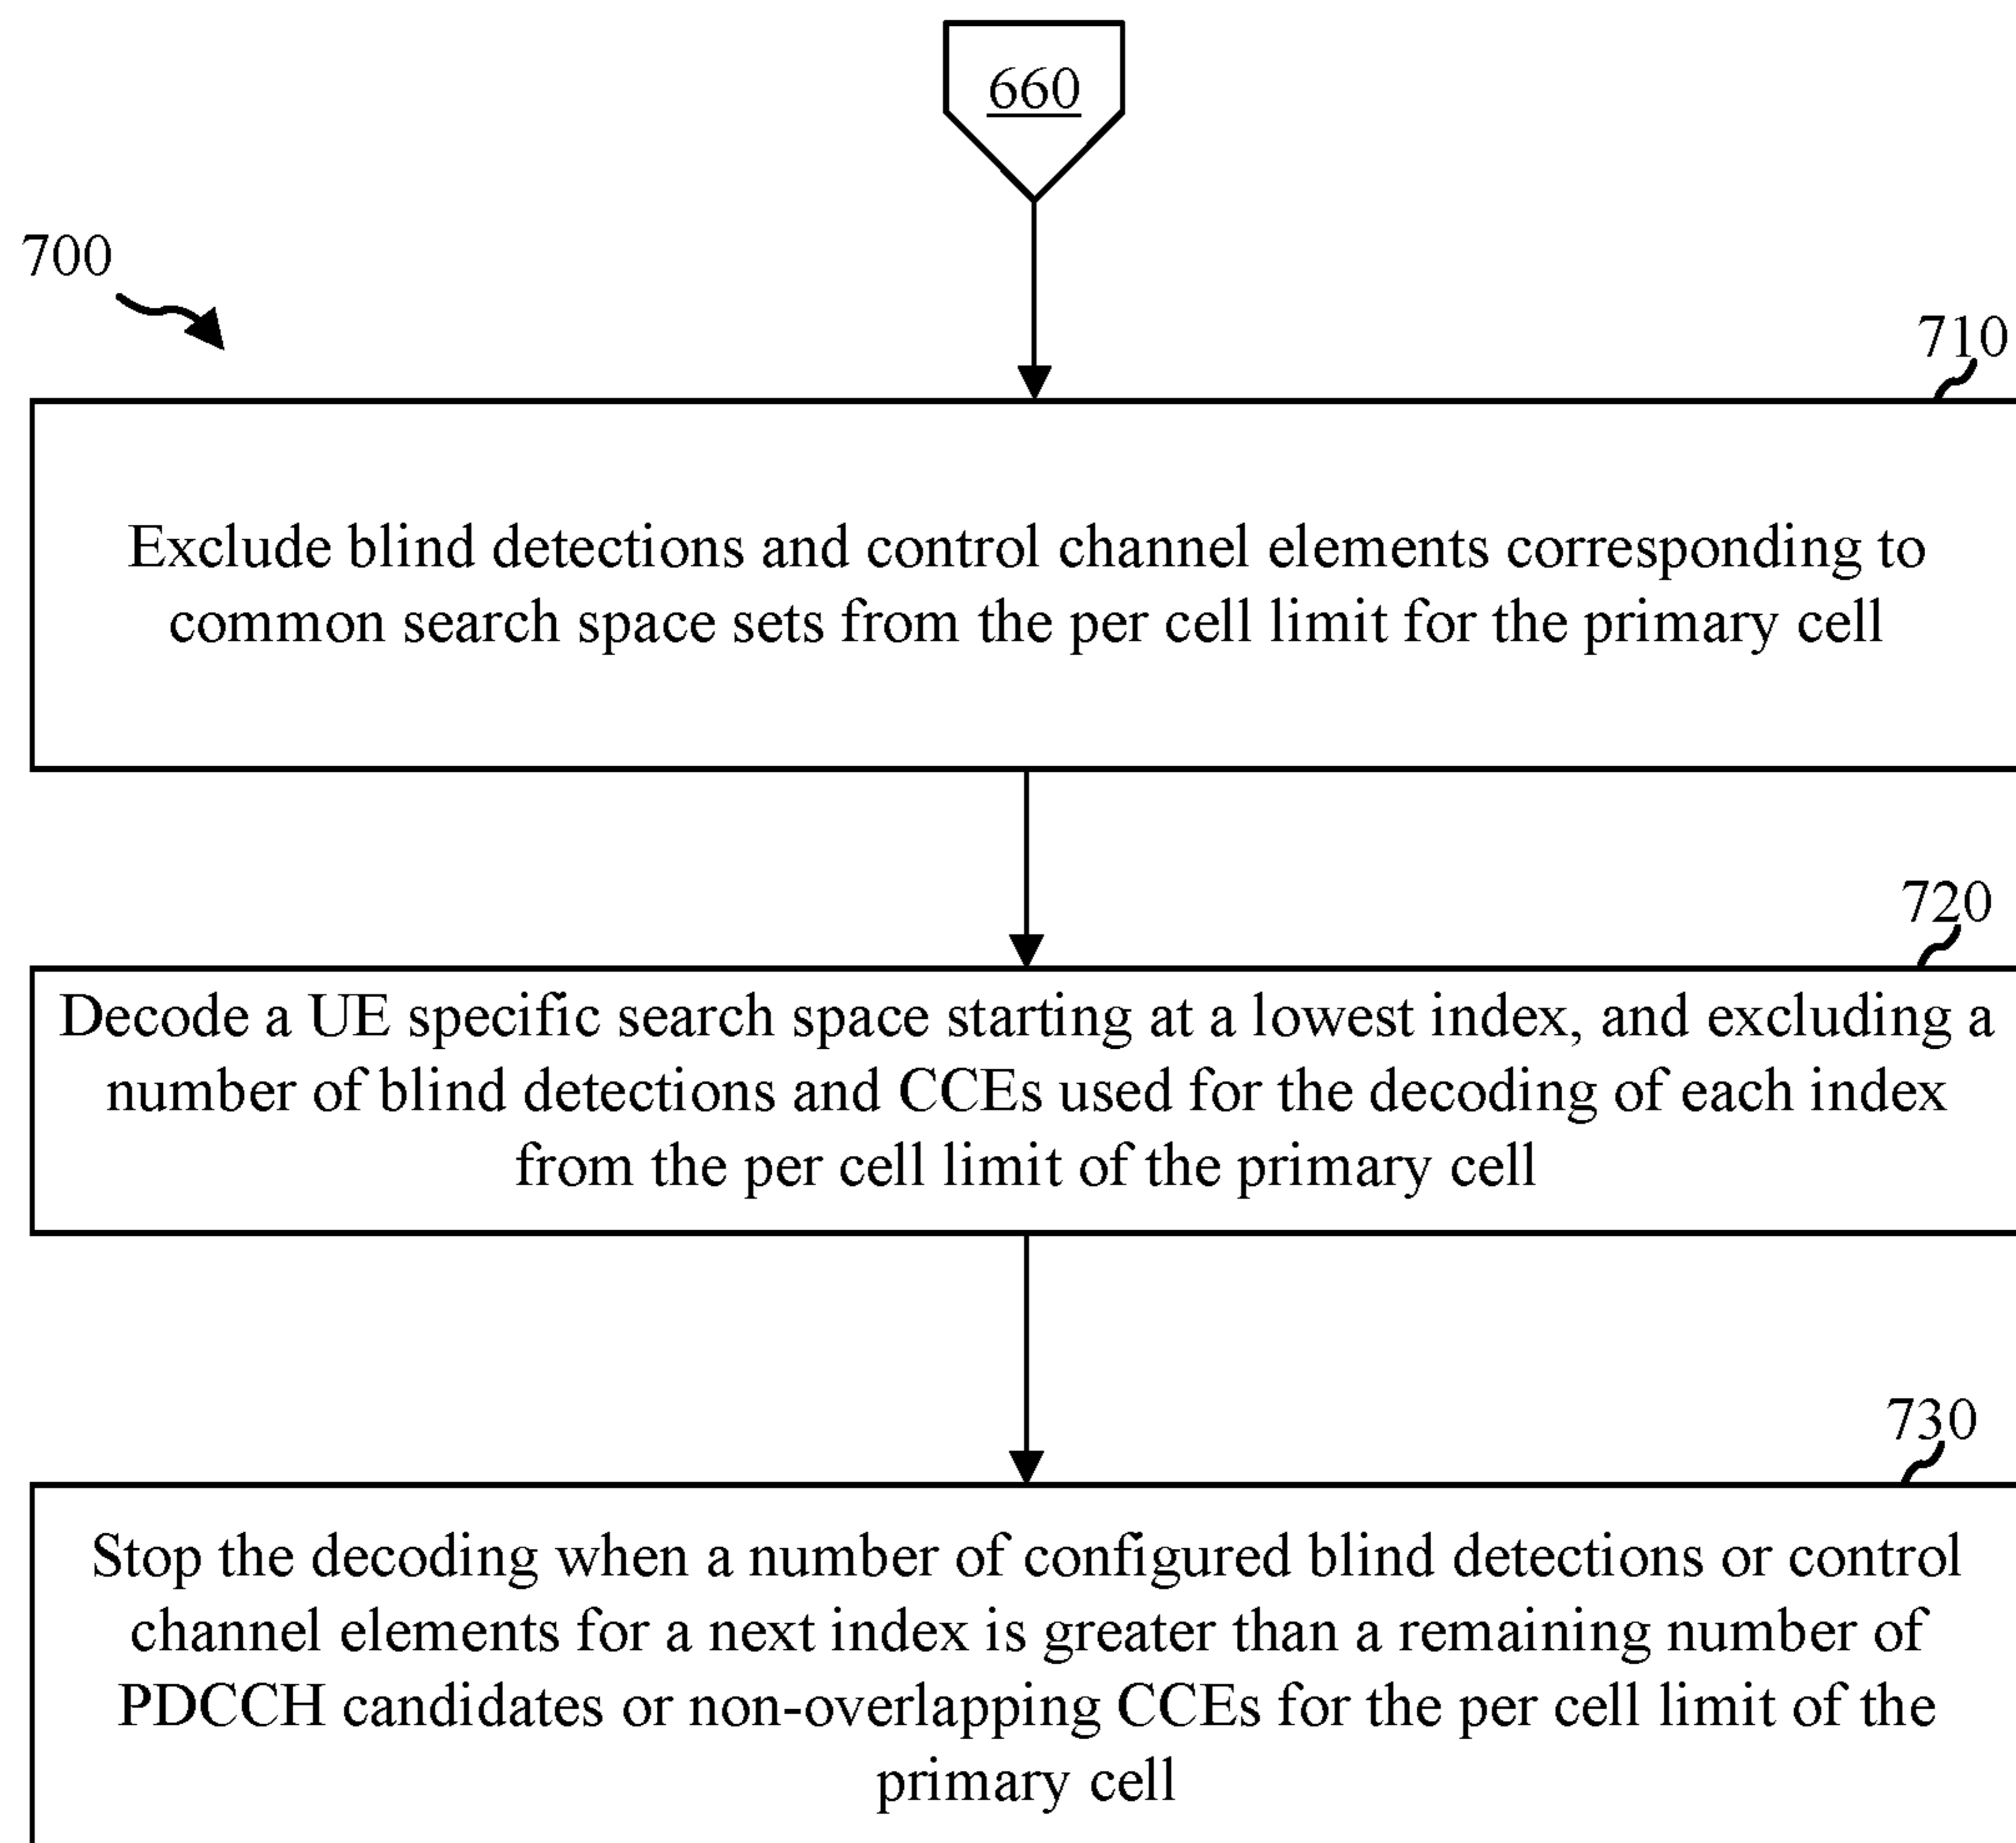 660
700
710
Exclude blind detections and control channel elements corresponding to
common search space sets from the per cell limit for the primary cell
720
Decode a UE specific search space starting at a lowest index, and excluding a
number of blind detections and CCEs used for the decoding of each index
from the per cell limit of the primary cell
730
Stop the decoding when a number of configured blind detections or control
channel elements for a next index is greater than a remaining number of
PDCCH candidates or non-overlapping CCEs for the per cell limit of the
primary cell